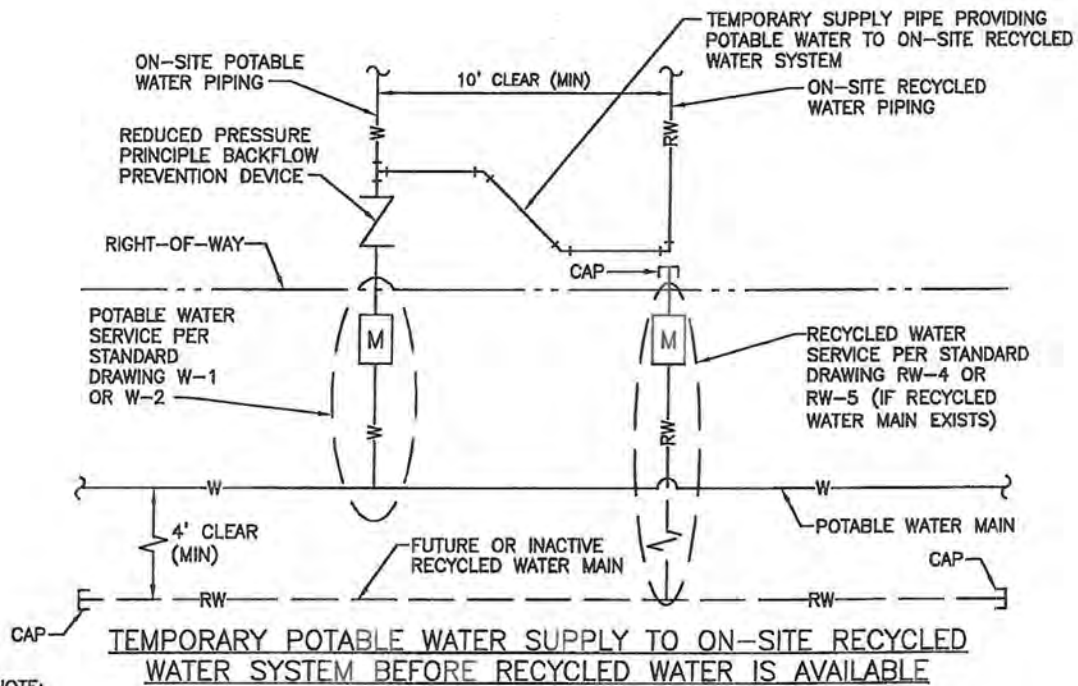 TEMPORARY SUPPLY PIPE PROVIDING
POTABLE WATER TO ON-SITE RECYCLED
WATER SYSTEM
ON-SITE POTABLE
WATER PIPING
10' CLEAR (MIN)
ON-SITE RECYCLED
WATER PIPING
REDUCED PRESSURE
PRINCIPLE BACKFLOW
PREVENTION DEVICE
W
RW
RIGHT-OF-WAY
CAP
POTABLE WATER
SERVICE PER
STANDARD
DRAWING W-1
OR W-2
M
M
RECYCLED WATER
SERVICE PER STANDARD
DRAWING RW-4 OR
RW-5 (IF RECYCLED
WATER MAIN EXISTS)
W
RW
W
W
4' CLEAR
(MIN)
POTABLE WATER MAIN
FUTURE OR INACTIVE
RECYCLED WATER MAIN
CAP
RW
RW
CAP
TEMPORARY POTABLE WATER SUPPLY TO ON-SITE RECYCLED
WATER SYSTEM BEFORE RECYCLED WATER IS AVAILABLE